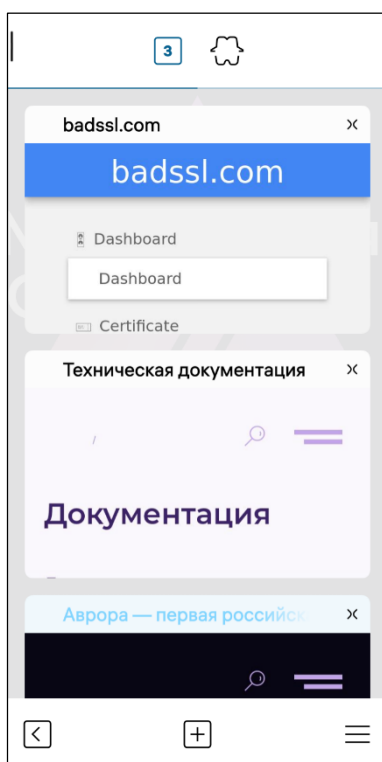 3
badssl.com
badssl.com
Dashboard
Dashboard
Certificate
Техническая документация
Документация
Аврора — первая российск